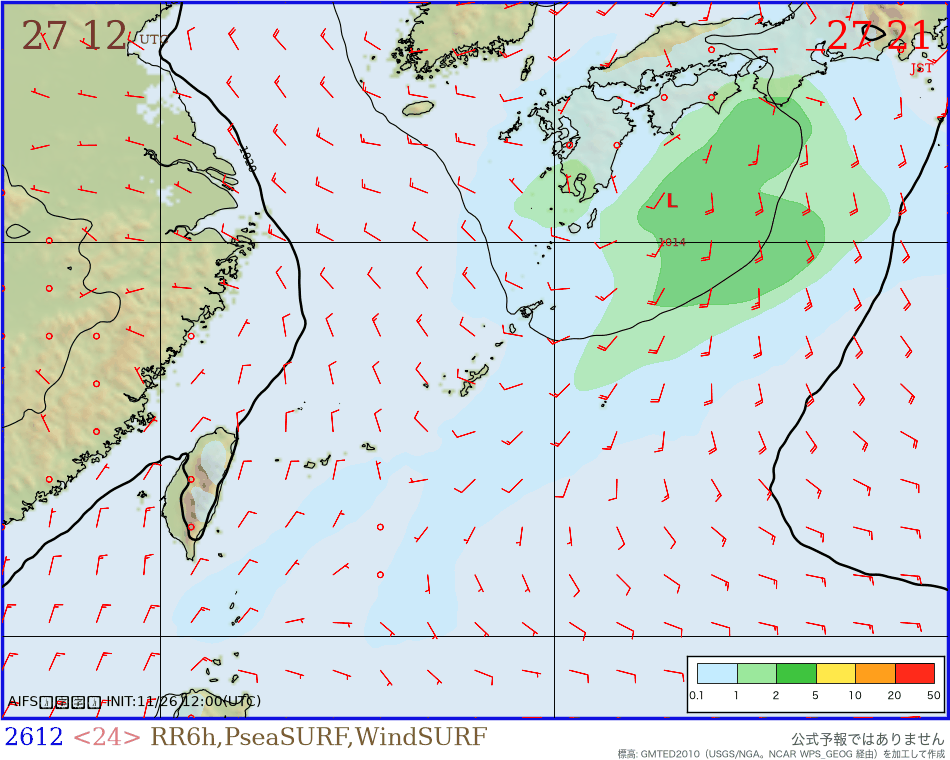 27 12 UTC
27 21
JST
1020
L
1014
AIFS INIT:11/26 12:00(UTC)
0.1 1 2 5 10 20 50
2612 <24> RR6h,PseaSURF,WindSURF
公式予報ではありません
標高: GMTED2010（USGS/NGA。NCAR WPS_GEOG 経由）を加工して作成